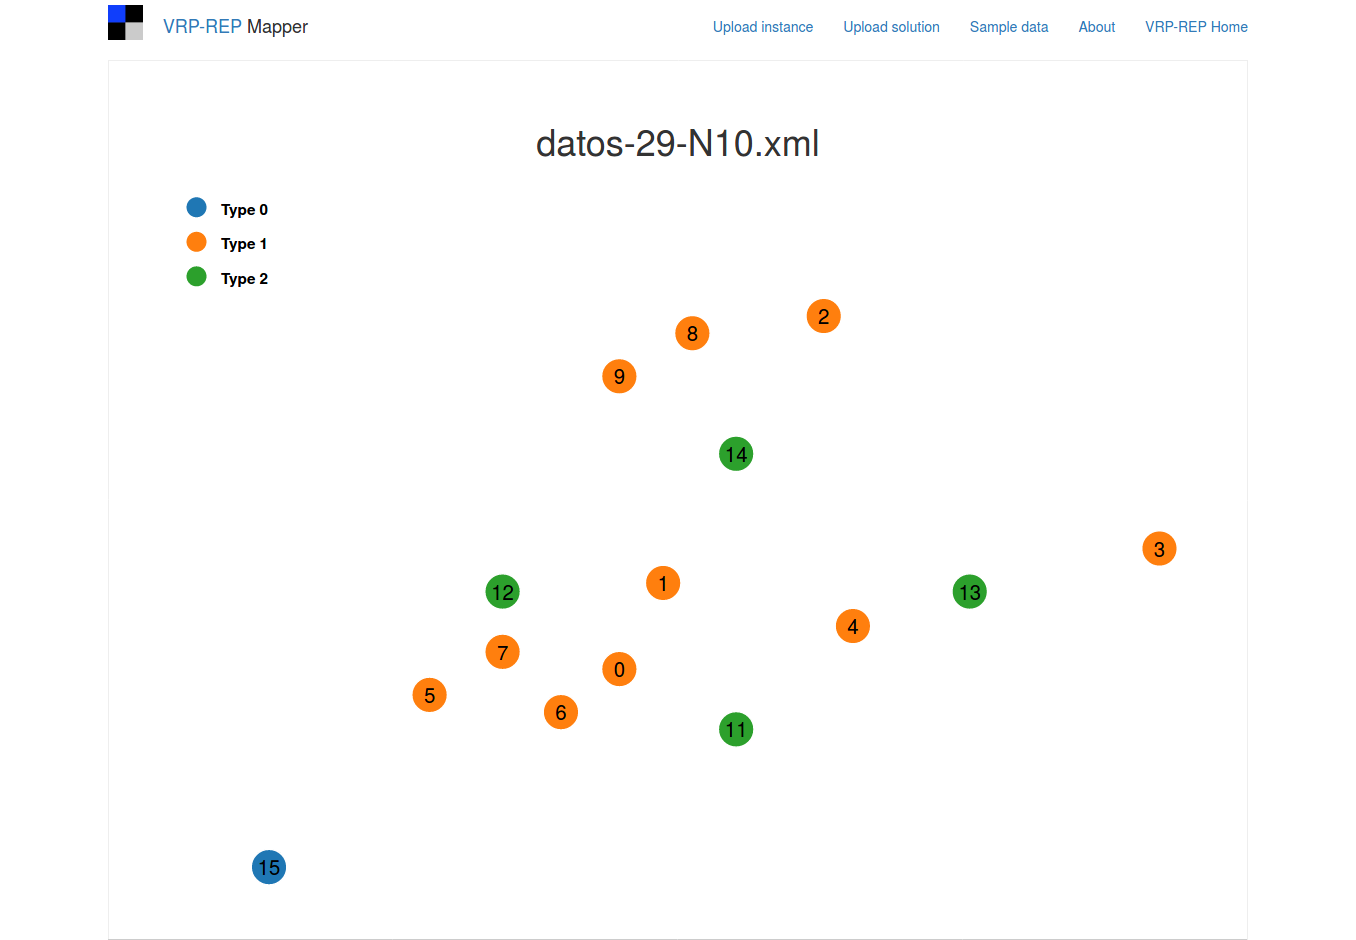 VRP-REP Mapper
Upload instance
Upload solution
Sample data
About
VRP-REP Home
datos-29-N10.xml
Type 0
Type 1
Type 2
2
8
9
14
3
1
12
13
4
7
0
5
6
11
15